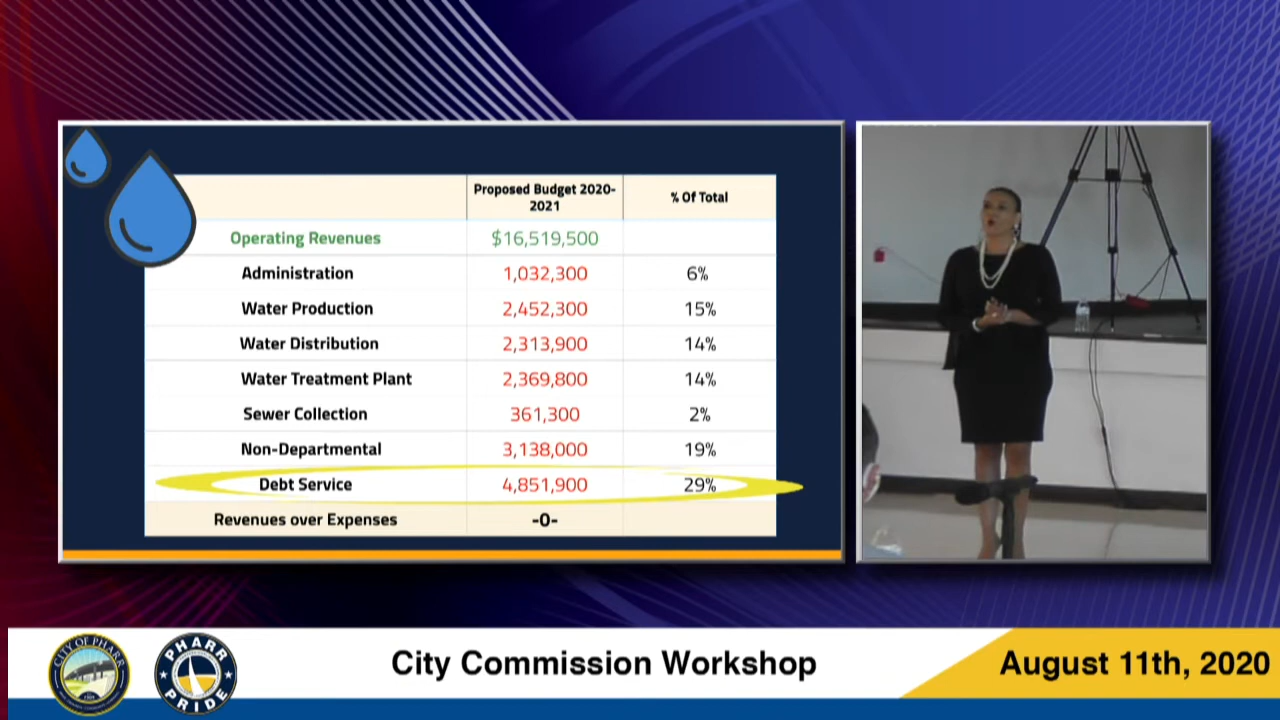 Proposed Budget 2020-
2021
% Of Total
Operating Revenues $16,519,500
Administration 1,032,300 6%
Water Production 2,452,300 15%
Water Distribution 2,313,900 14%
Water Treatment Plant 2,369,800 14%
Sewer Collection 361,300 2%
Non-Departmental 3,138,000 19%
Debt Service 4,851,900 29%
Revenues over Expenses -0-
CITY OF PHARR
PHARR
PRIDE
City Commission Workshop
August 11th, 2020